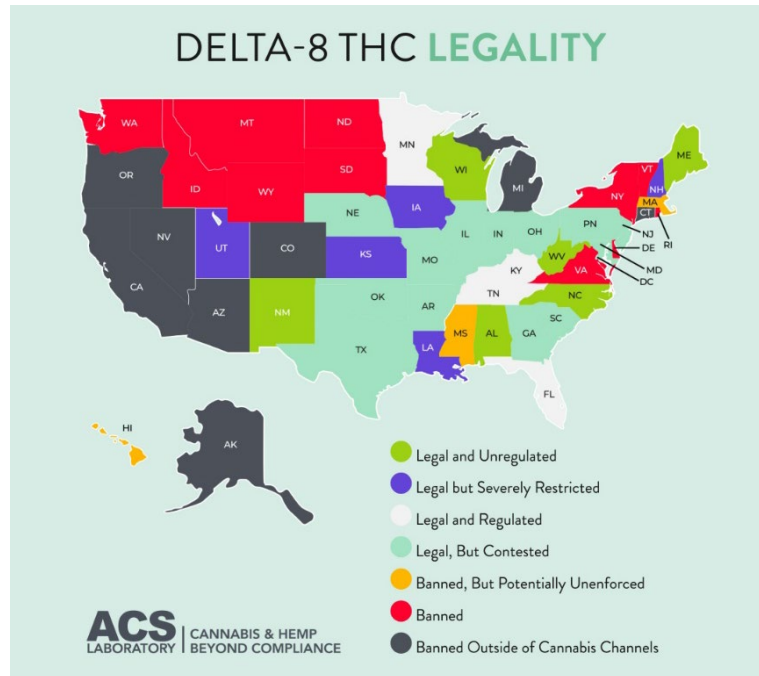 DELTA-8 THC LEGALITY
WA
MT
ND
MN
VT
ME
OR
ID
SD
WI
MI
NY
NH
WY
MA
CT
NE
IA
NV
UT
CO
IL
IN
OH
PN
NJ
RI
KS
MO
WV
DE
VA
MD
CA
KY
DC
AZ
NM
OK
AR
TN
NC
SC
MS
AL
GA
TX
LA
FL
HI
AK
Legal and Unregulated
Legal but Severely Restricted
Legal and Regulated
Legal, But Contested
Banned, But Potentially Unenforced
Banned
Banned Outside of Cannabis Channels
ACS
LABORATORY
CANNABIS & HEMP
BEYOND COMPLIANCE